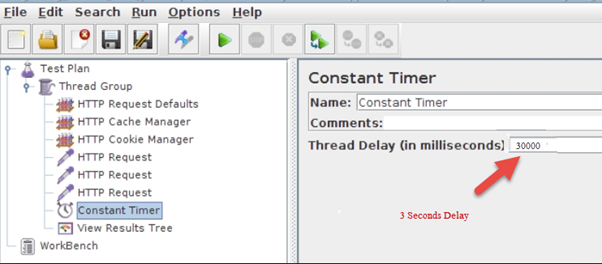 File Edit Search Run Options Help
Test Plan
Thread Group
HTTP Request Defaults
HTTP Cache Manager
HTTP Cookie Manager
HTTP Request
HTTP Request
HTTP Request
Constant Timer
View Results Tree
WorkBench
Constant Timer
Name: Constant Timer
Comments:
Thread Delay (in milliseconds) 30000
3 Seconds Delay